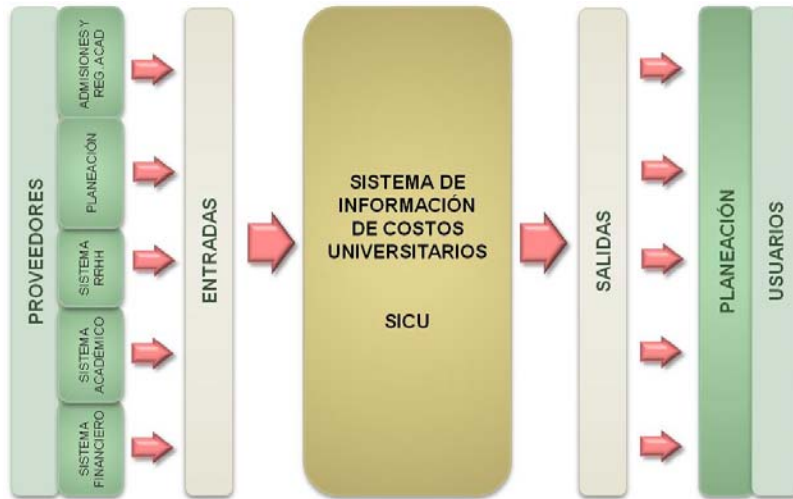 PROVEEDORES
ADMISIONES Y
REG. ACAD
PLANEACIÓN
SISTEMA
RRHH
SISTEMA
ACADÉMICO
SISTEMA
FINANCIERO
ENTRADAS
SISTEMA DE
INFORMACIÓN
DE COSTOS
UNIVERSITARIOS
SICU
SALIDAS
PLANEACIÓN
USUARIOS